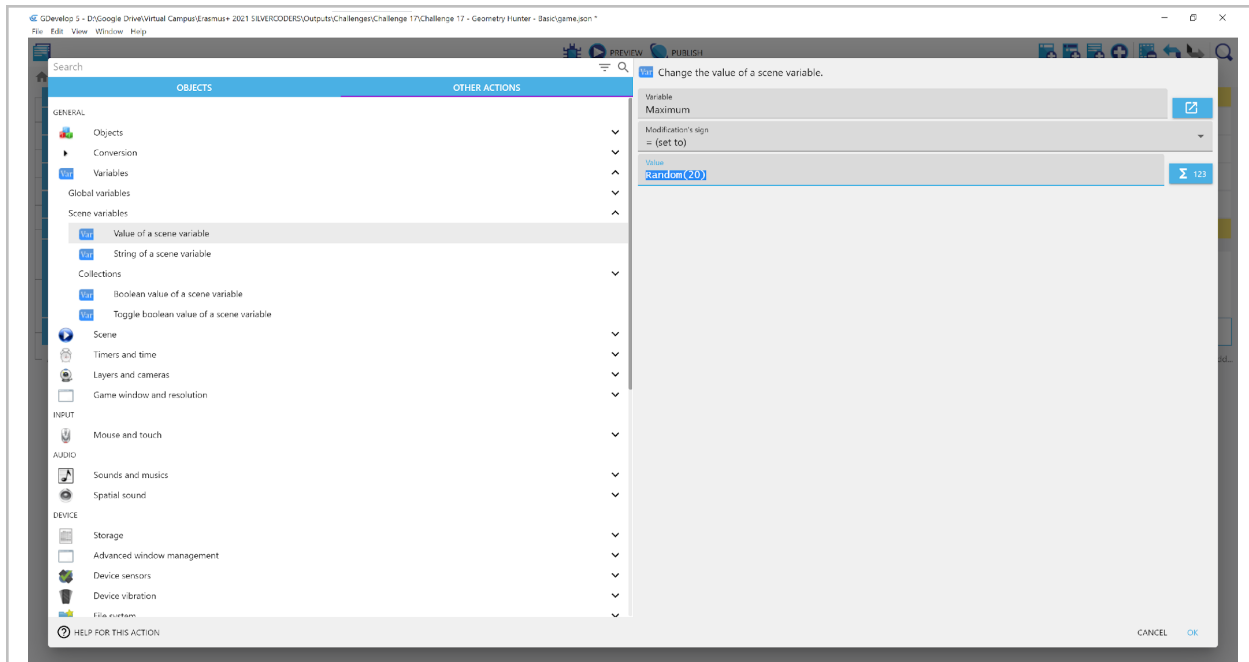 GDevelop 5 - D:\Google Drive\Virtual Campus\Erasmus+ 2021 SILVERCODERS\Outputs\Challenges\Challenge 17\Challenge 17 - Geometry Hunter - Basic\game.json *
File Edit View Window Help
PREVIEW PUBLISH
Search
OBJECTS OTHER ACTIONS
GENERAL
Objects
Conversion
Var Variables
Global variables
Scene variables
Var Value of a scene variable
Var String of a scene variable
Collections
Var Boolean value of a scene variable
Var Toggle boolean value of a scene variable
Scene
Timers and time
Layers and cameras
Game window and resolution
INPUT
Mouse and touch
AUDIO
Sounds and musics
Spatial sound
DEVICE
Storage
Advanced window management
Device sensors
Device vibration
File system
HELP FOR THIS ACTION
Var Change the value of a scene variable.
Variable
Maximum
Modification's sign
= (set to)
Value
Random(20)
Σ 123
CANCEL OK